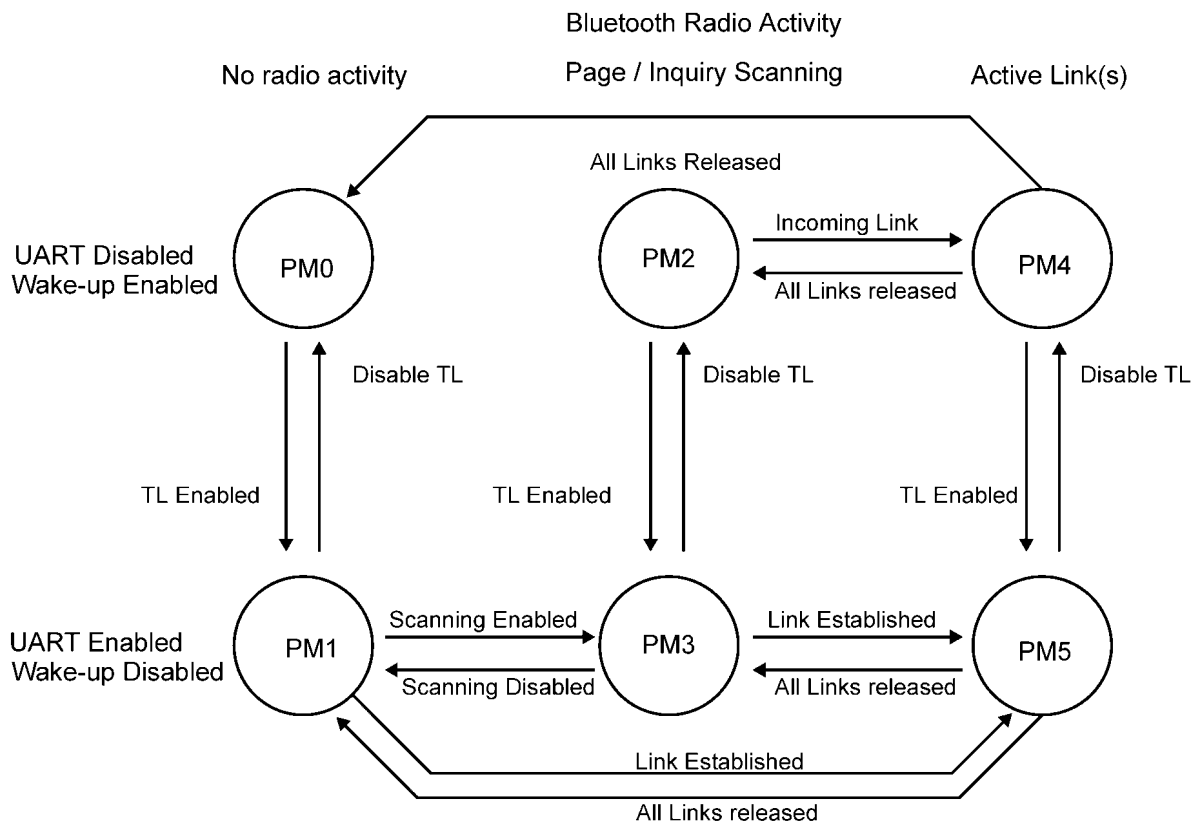 Bluetooth Radio Activity
No radio activity
Page / Inquiry Scanning
Active Link(s)
All Links Released
UART Disabled
Wake-up Enabled
PM0
PM2
Incoming Link
All Links released
PM4
Disable TL
Disable TL
Disable TL
TL Enabled
TL Enabled
TL Enabled
UART Enabled
Wake-up Disabled
PM1
Scanning Enabled
Scanning Disabled
PM3
Link Established
All Links released
PM5
Link Established
All Links released